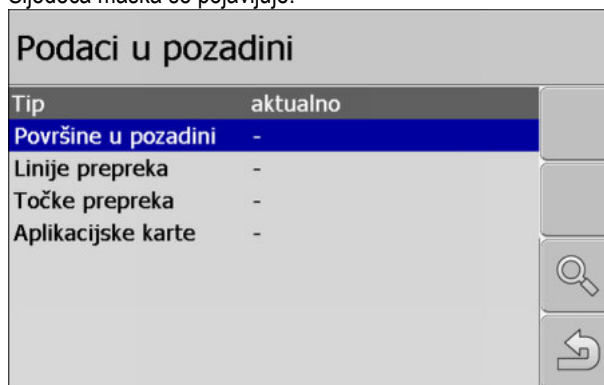 Sljedeća maska se pojavljuje:
Podaci u pozadini
Tip aktualno
Površine u pozadini -
Linije prepreka -
Točke prepreka -
Aplikacijske karte -